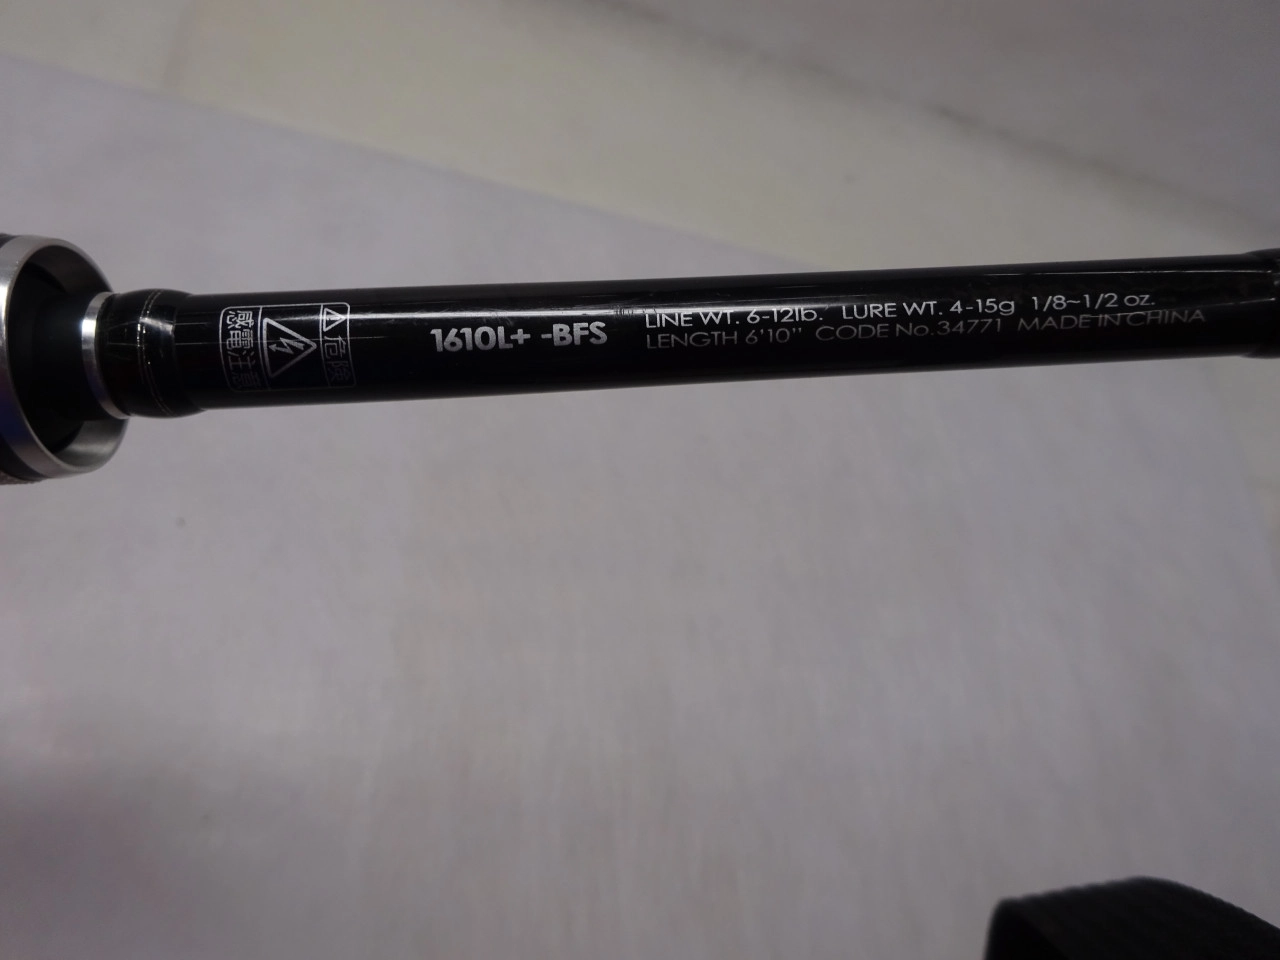 危険
感電注意
1610L+ -BFS
LINE WT. 6-12lb. LURE WT. 4-15g 1/8~1/2 oz.
LENGTH 6'10" CODE No.34771 MADE IN CHINA